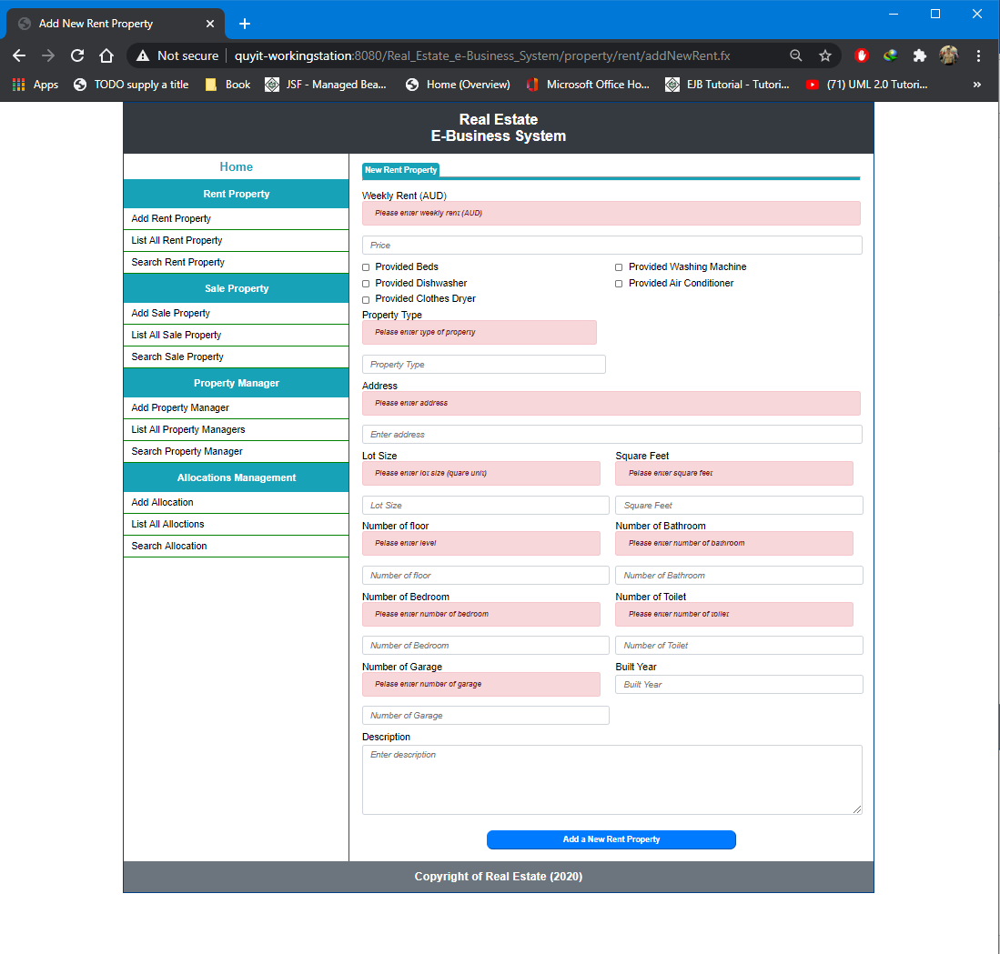 Add New Rent Property
Not secure
quyit-workingstation:8080/Real_Estate_e-Business_System/property/rent/addNewRent.fx
Apps
TODO supply a title
Book
JSF - Managed Bea...
Home (Overview)
Microsoft Office Ho...
EJB Tutorial - Tutori...
(71) UML 2.0 Tutori...
»
Real Estate
E-Business System
Home
Rent Property
Add Rent Property
List All Rent Property
Search Rent Property
Sale Property
Add Sale Property
List All Sale Property
Search Sale Property
Property Manager
Add Property Manager
List All Property Managers
Search Property Manager
Allocations Management
Add Allocation
List All Alloctions
Search Allocation
New Rent Property
Weekly Rent (AUD)
Please enter weekly rent (AUD)
Price
Provided Beds
Provided Washing Machine
Provided Dishwasher
Provided Air Conditioner
Provided Clothes Dryer
Property Type
Pelase enter type of property
Property Type
Address
Please enter address
Enter address
Lot Size
Square Feet
Please enter lot size (quare unit)
Pelase enter square feet
Lot Size
Square Feet
Number of floor
Number of Bathroom
Pelase enter level
Please enter number of bathroom
Number of floor
Number of Bathroom
Number of Bedroom
Number of Toilet
Please enter number of bedroom
Please enter number of toilet
Number of Bedroom
Number of Toilet
Number of Garage
Built Year
Pelase enter number of garage
Built Year
Number of Garage
Description
Enter description
Add a New Rent Property
Copyright of Real Estate (2020)